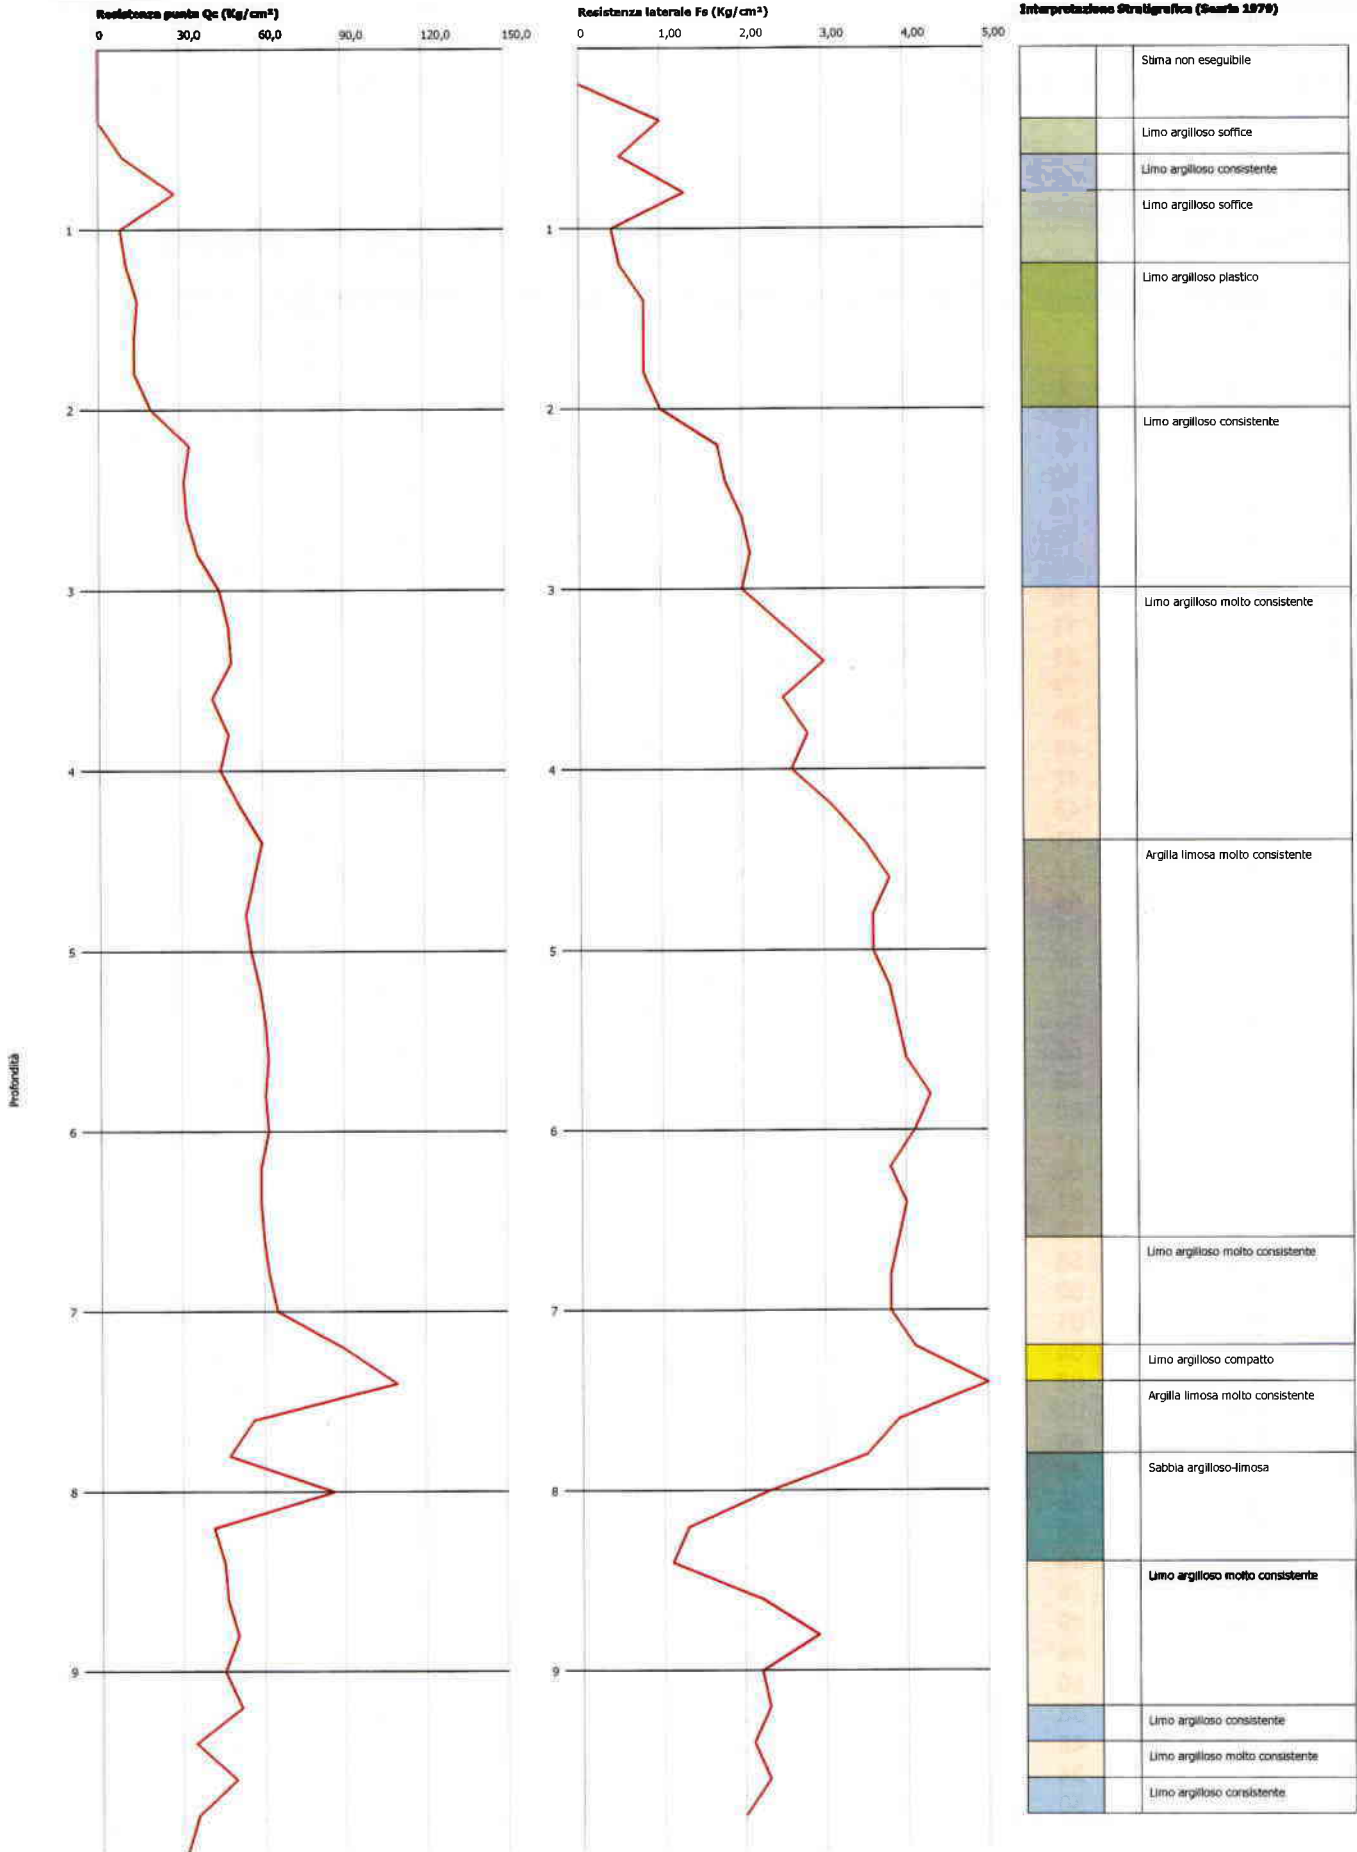 Resistenza punta Qc (Kg/cm²)
0 30,0 60,0 90,0 120,0 150,0
Resistenza laterale Fs (Kg/cm²)
0 1,00 2,00 3,00 4,00 5,00
Interpretazione Stratigrafica (Searle 1979)
Profondità
1
2
3
4
5
6
7
8
9
1
2
3
4
5
6
7
8
9
Stima non eseguibile
Limo argilloso soffice
Limo argilloso consistente
Limo argilloso soffice
Limo argilloso plastico
Limo argilloso consistente
Limo argilloso molto consistente
Argilla limosa molto consistente
Limo argilloso molto consistente
Limo argilloso compatto
Argilla limosa molto consistente
Sabbia argilloso-limosa
Limo argilloso molto consistente
Limo argilloso consistente
Limo argilloso molto consistente
Limo argilloso consistente